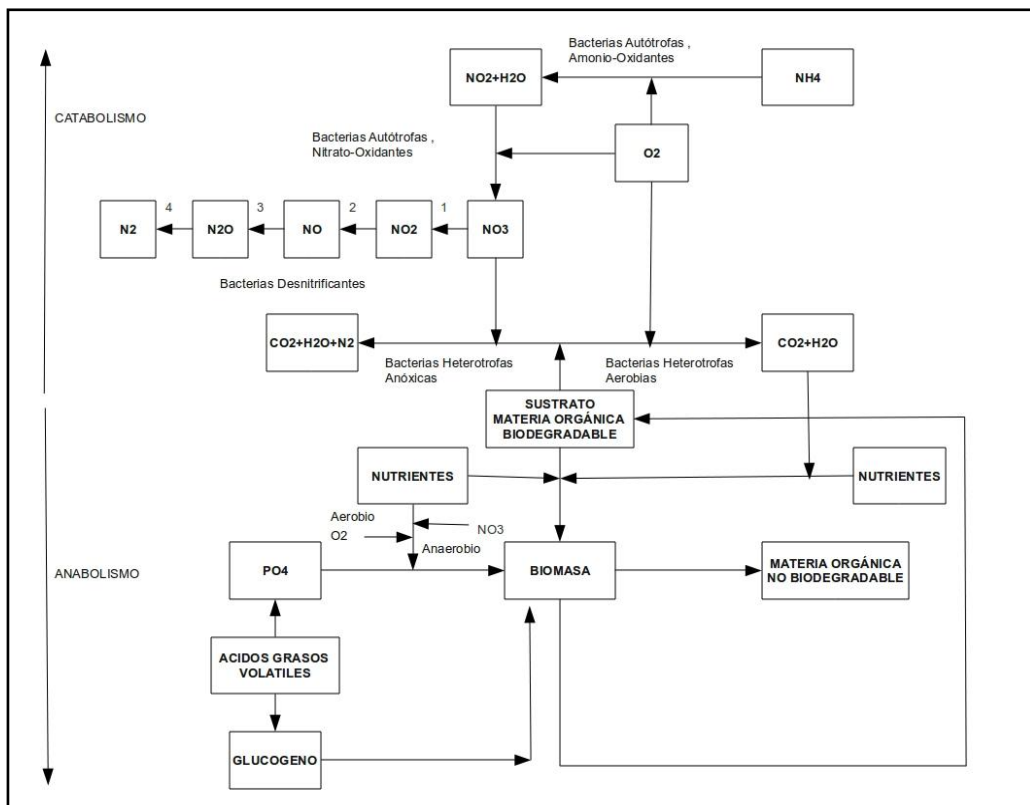 Bacterias Autótrofas ,
Amonio-Oxidantes
NO2+H2O
NH4
CATABOLISMO
Bacterias Autótrofas ,
Nitrato-Oxidantes
O2
4
3
2
1
N2
N2O
NO
NO2
NO3
Bacterias Desnitrificantes
CO2+H2O+N2
CO2+H2O
Bacterias Heterotrofas
Anóxicas
Bacterias Heterotrofas
Aerobias
SUSTRATO
MATERIA ORGÁNICA
BIODEGRADABLE
NUTRIENTES
NUTRIENTES
Aerobio
O2
NO3
Anaerobio
ANABOLISMO
PO4
BIOMASA
MATERIA ORGÁNICA
NO BIODEGRADABLE
ACIDOS GRASOS
VOLATILES
GLUCOGENO